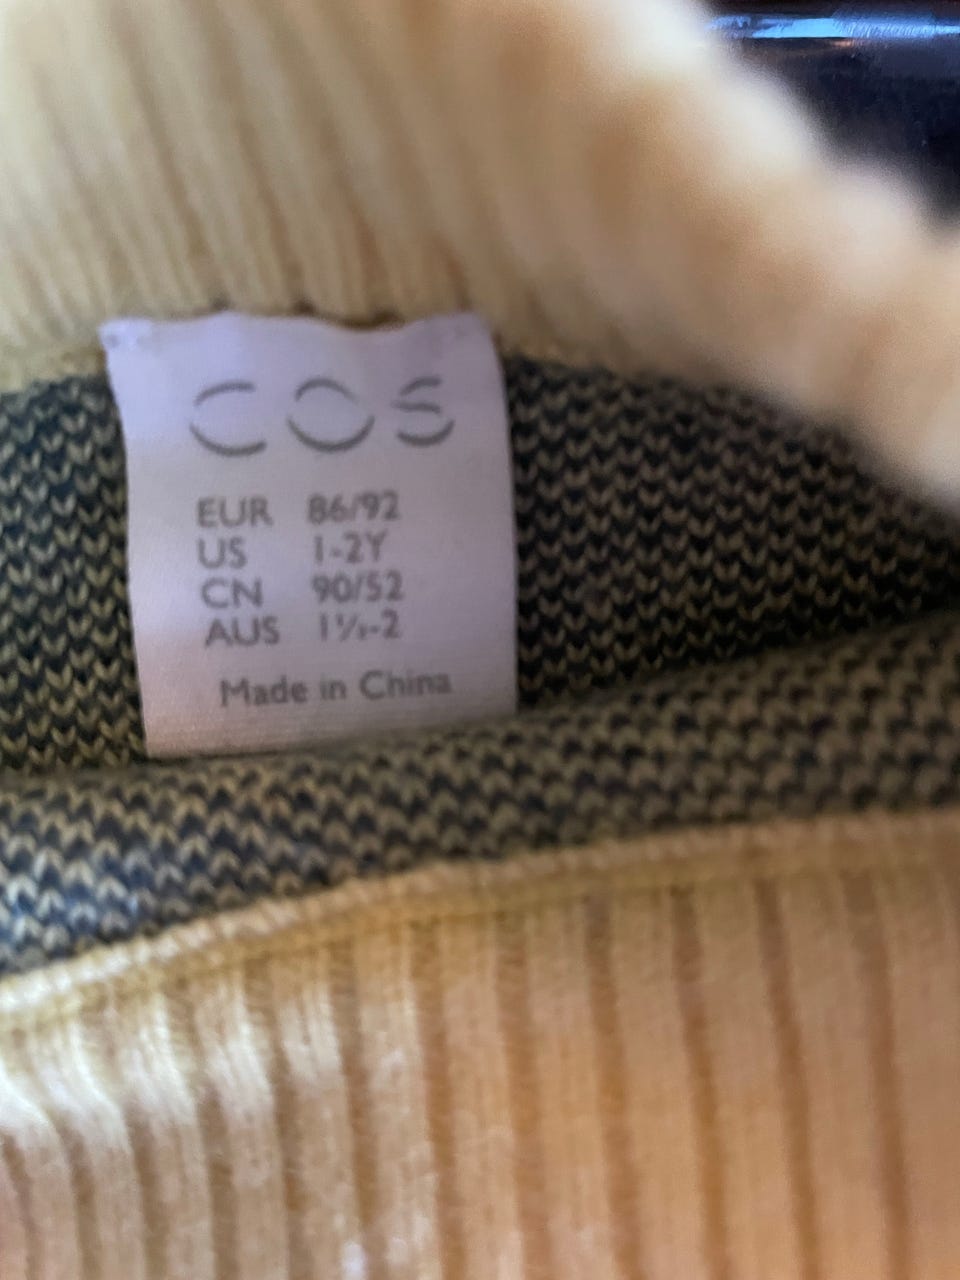 COS
EUR 86/92
US 1-2Y
CN 90/52
AUS 1½-2
Made in China